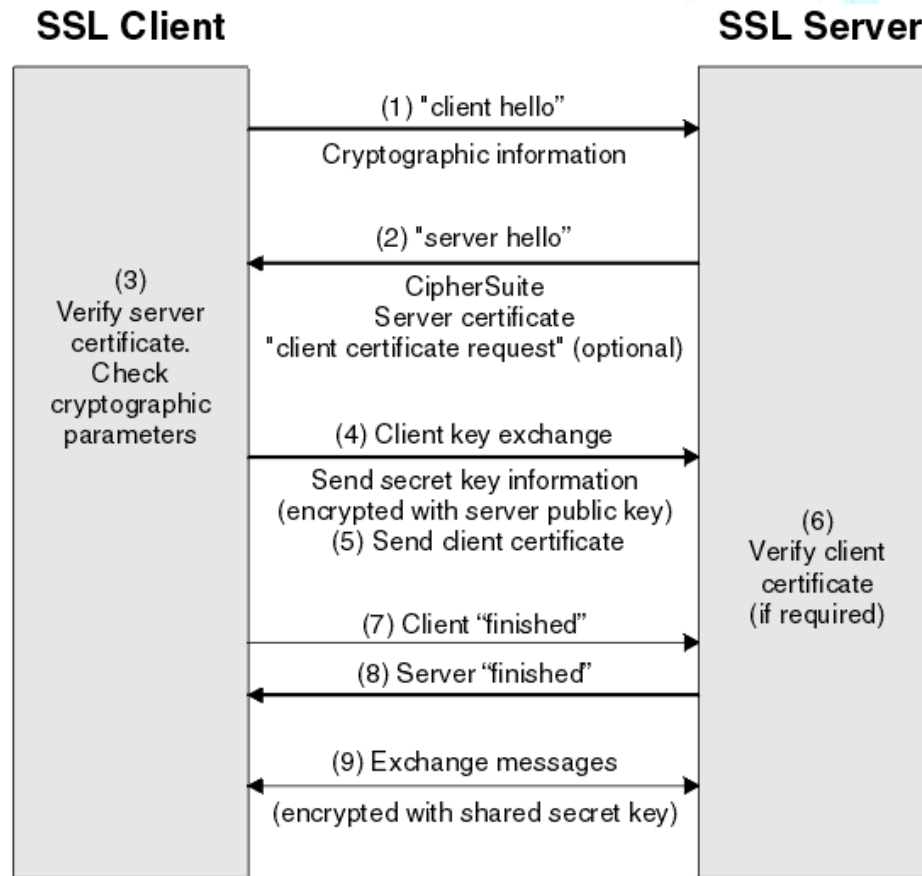 SSL Client
SSL Server
(1) "client hello”
Cryptographic information
(2) "server hello”
CipherSuite
Server certificate
"client certificate request" (optional)
(3)
Verify server
certificate.
Check
cryptographic
parameters
(4) Client key exchange
Send secret key information
(encrypted with server public key)
(5) Send client certificate
(6)
Verify client
certificate
(if required)
(7) Client “finished”
(8) Server “finished”
(9) Exchange messages
(encrypted with shared secret key)